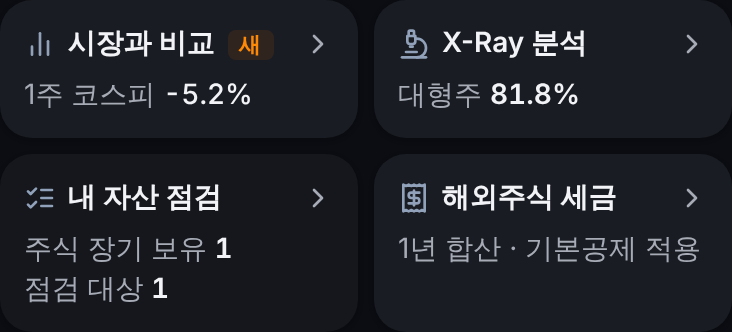 시장과 비교 새
1주 코스피 -5.2%
X-Ray 분석
대형주 81.8%
내 자산 점검
주식 장기 보유 1
점검 대상 1
해외주식 세금
1년 합산 · 기본공제 적용